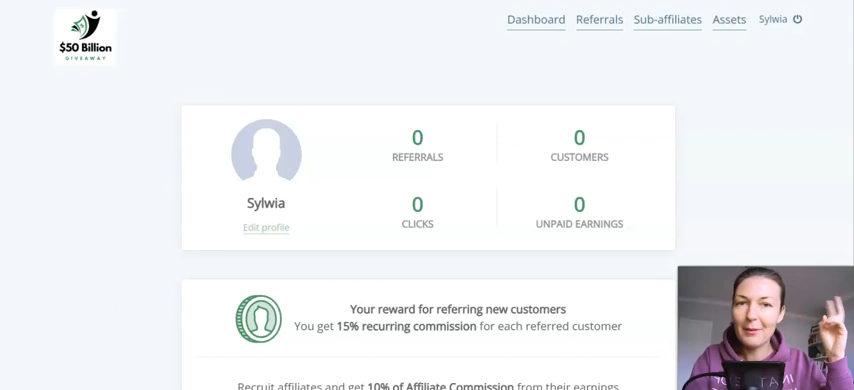 $50 Billion
GIVEAWAY
Dashboard Referrals Sub-affiliates Assets Sylwia
0
REFERRALS
0
CUSTOMERS
Sylwia
Edit profile
0
CLICKS
0
UNPAID EARNINGS
Your reward for referring new customers
You get 15% recurring commission for each referred customer
Recruit affiliates and get 10% of Affiliate Commission from their earnings